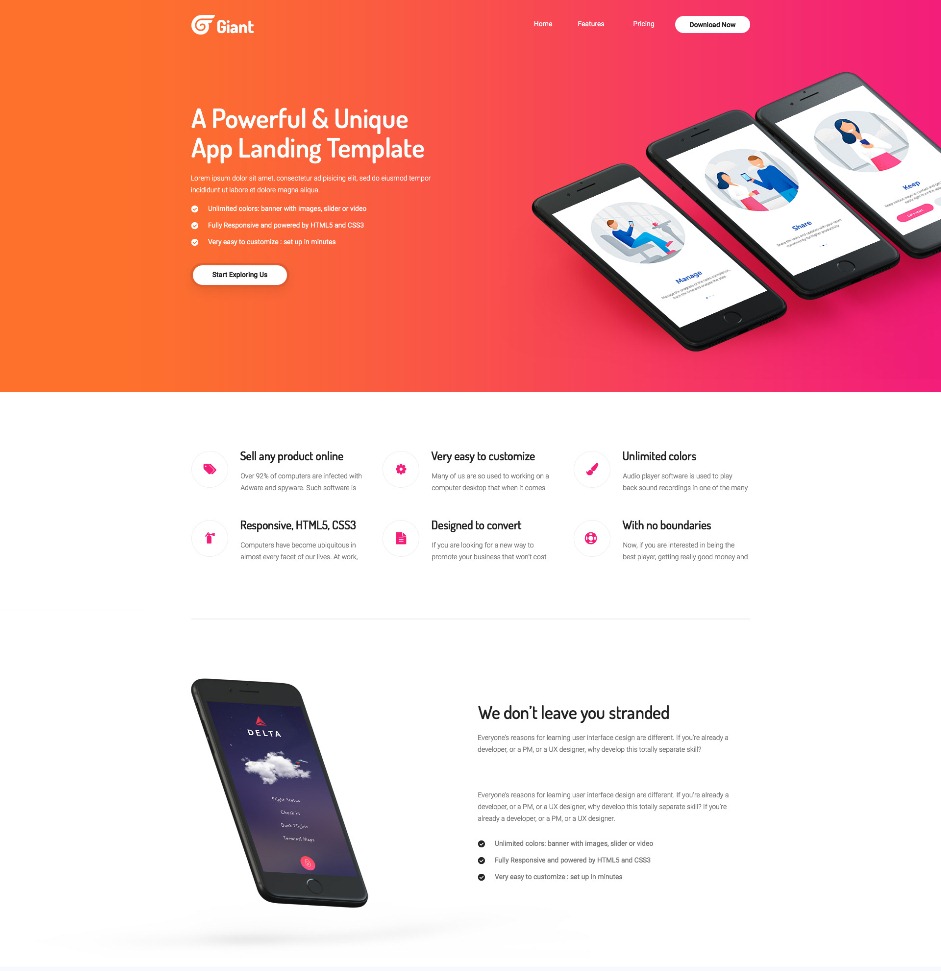 Giant
Home Features Pricing Download Now
A Powerful & Unique
App Landing Template
Lorem ipsum dolor sit amet, consectetur ad pisicing elit, sed do eiusmod tempor
incididunt ut labore et dolore magna aliqua.
Unlimited colors: banner with images, slider or video
Fully Responsive and powered by HTML5 and CSS3
Very easy to customize : set up in minutes
Start Exploring Us
Manage
Share
Keep
Sell any product online
Over 92% of computers are infected with
Adware and spyware. Such software is
Very easy to customize
Many of us are so used to working on a
computer desktop that when it comes
Unlimited colors
Audio player software is used to play
back sound recordings in one of the many
Responsive, HTML5, CSS3
Computers have become ubiquitous in
almost every facet of our lives. At work,
Designed to convert
If you are looking for a new way to
promote your business that won't cost
With no boundaries
Now, if you are interested in being the
best player, getting really good money and
DELTA
Flight Status
Check In
We don't leave you stranded
Everyone's reasons for learning user interface design are different. If you're already a
developer, or a PM, or a UX designer, why develop this totally separate skill?
Everyone's reasons for learning user interface design are different. If you're already a
developer, or a PM, or a UX designer, why develop this totally separate skill? If you're
already a developer, or a PM, or a UX designer.
Unlimited colors: banner with images, slider or video
Fully Responsive and powered by HTML5 and CSS3
Very easy to customize : set up in minutes